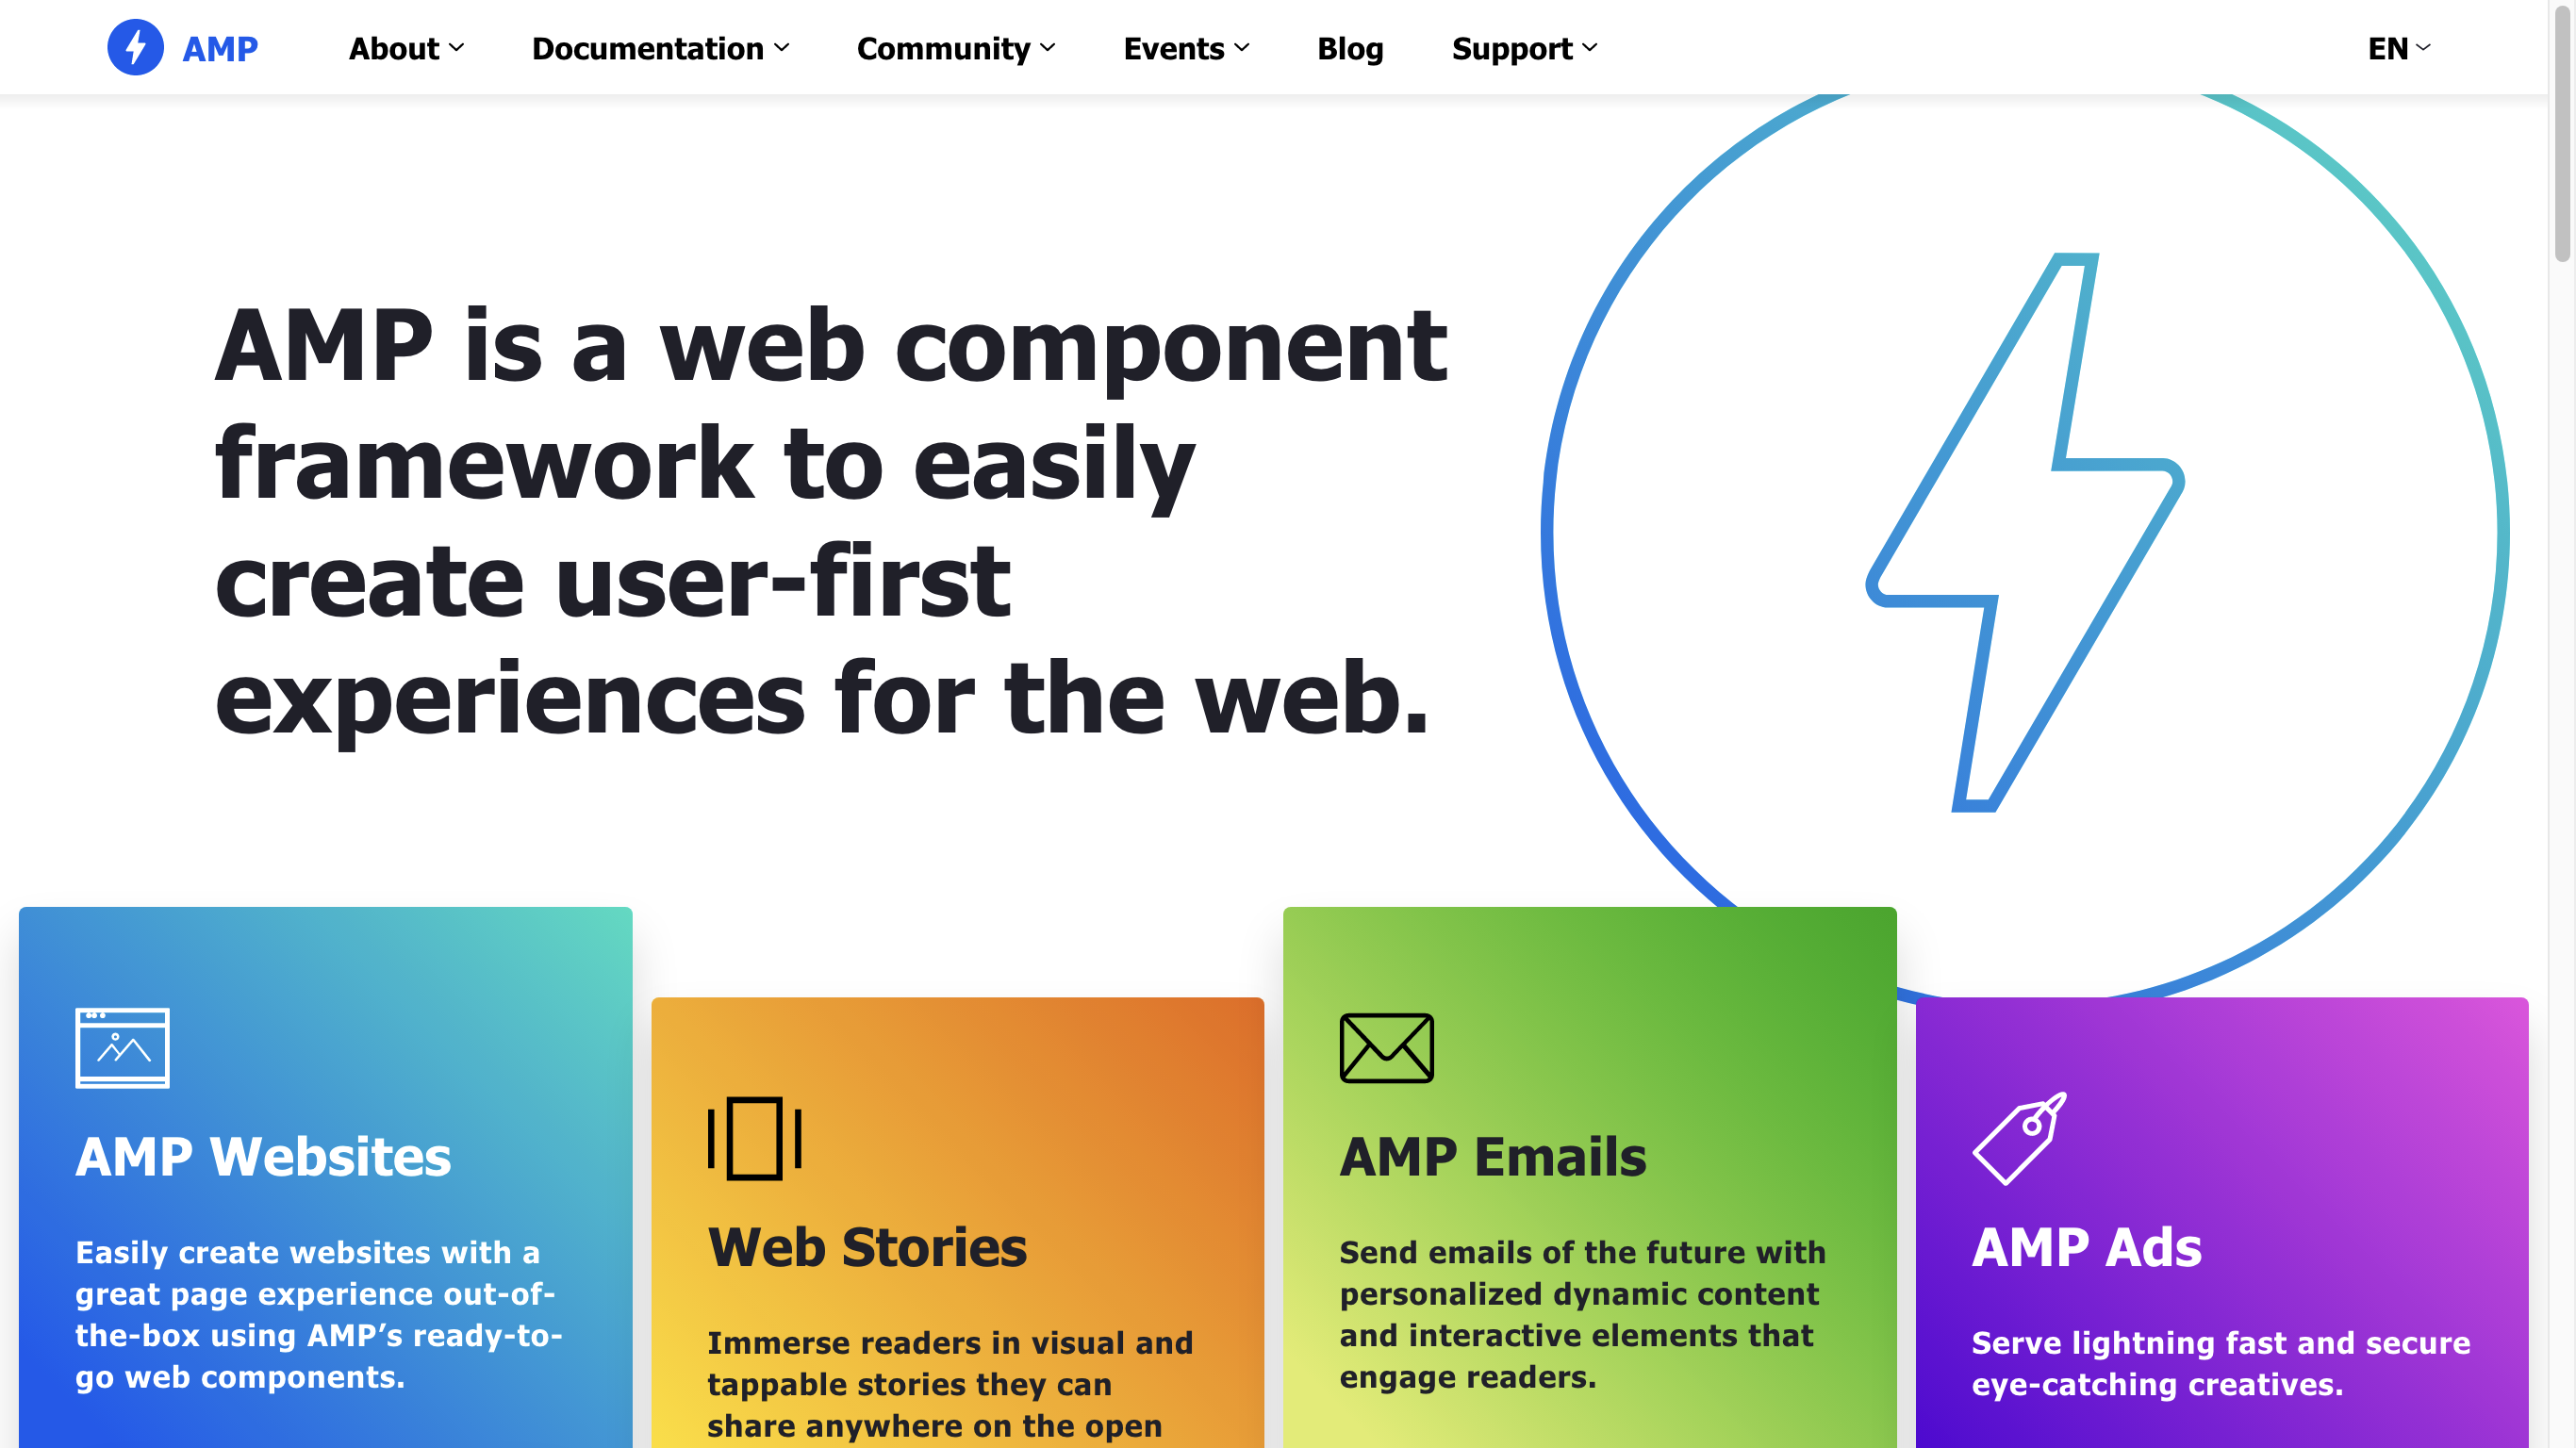 AMP
About
Documentation
Community
Events
Blog
Support
EN
AMP is a web component
framework to easily
create user-first
experiences for the web.
AMP Websites
Easily create websites with a
great page experience out-of-
the-box using AMP’s ready-to-
go web components.
Web Stories
Immerse readers in visual and
tappable stories they can
share anywhere on the open
AMP Emails
Send emails of the future with
personalized dynamic content
and interactive elements that
engage readers.
AMP Ads
Serve lightning fast and secure
eye-catching creatives.